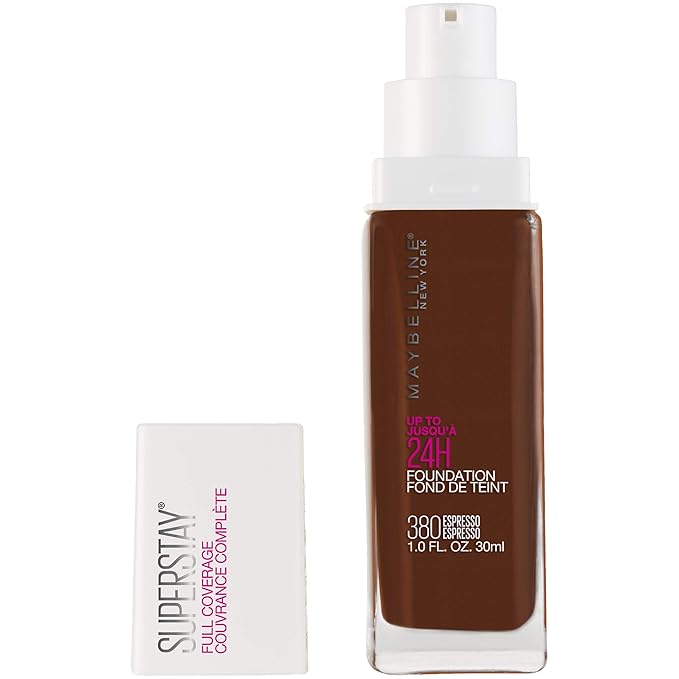 SUPERSTAY®
FULL COVERAGE
COUVRANCE COMPLÈTE
MAYBELLINE®
NEW YORK
UP TO
JUSQU'À
24H
FOUNDATION
FOND DE TEINT
380 ESPRESSO
ESPRESSO
1.0 FL. OZ. 30ml